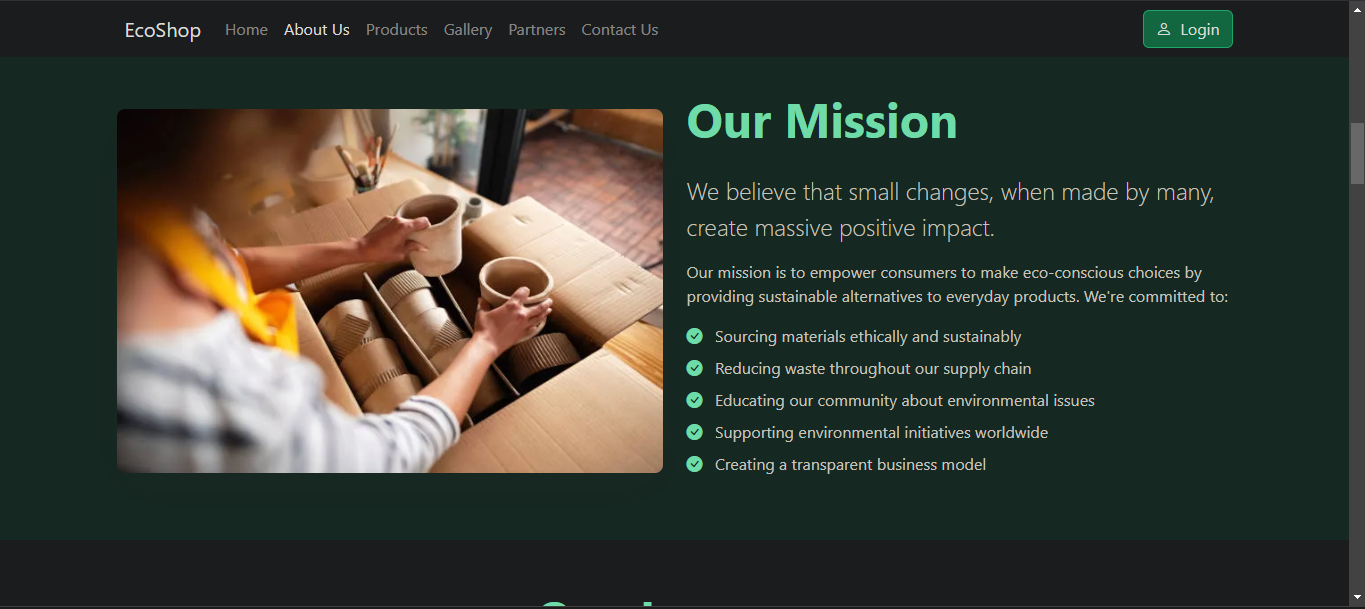 EcoShop Home About Us Products Gallery Partners Contact Us Login
Our Mission
We believe that small changes, when made by many,
create massive positive impact.
Our mission is to empower consumers to make eco-conscious choices by
providing sustainable alternatives to everyday products. We're committed to:
Sourcing materials ethically and sustainably
Reducing waste throughout our supply chain
Educating our community about environmental issues
Supporting environmental initiatives worldwide
Creating a transparent business model